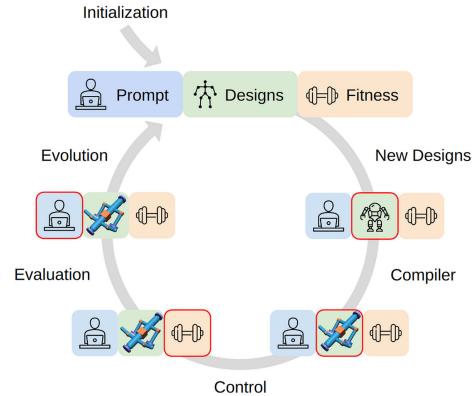 Initialization
Prompt
Designs
Fitness
Evolution
New Designs
Evaluation
Compiler
Control